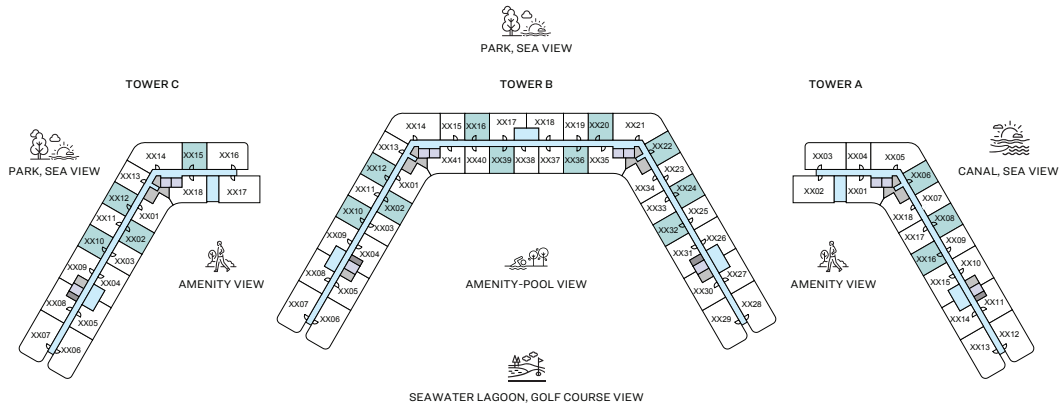 PARK, SEA VIEW
TOWER C
TOWER B
TOWER A
PARK, SEA VIEW
CANAL, SEA VIEW
XX14
XX15
XX16
XX13
XX12
XX11
XX10
XX09
XX08
XX07
XX06
XX05
XX04
XX03
XX02
XX01
XX18
XX17
XX14
XX15
XX16
XX17
XX18
XX19
XX20
XX21
XX13
XX12
XX11
XX10
XX09
XX08
XX07
XX06
XX05
XX04
XX03
XX02
XX01
XX41
XX40
XX39
XX38
XX37
XX36
XX35
XX22
XX23
XX24
XX25
XX26
XX27
XX28
XX29
XX30
XX31
XX32
XX33
XX34
XX03
XX04
XX05
XX02
XX01
XX06
XX07
XX08
XX09
XX10
XX11
XX12
XX13
XX14
XX15
XX16
XX17
XX18
AMENITY VIEW
AMENITY-POOL VIEW
AMENITY VIEW
SEAWATER LAGOON, GOLF COURSE VIEW